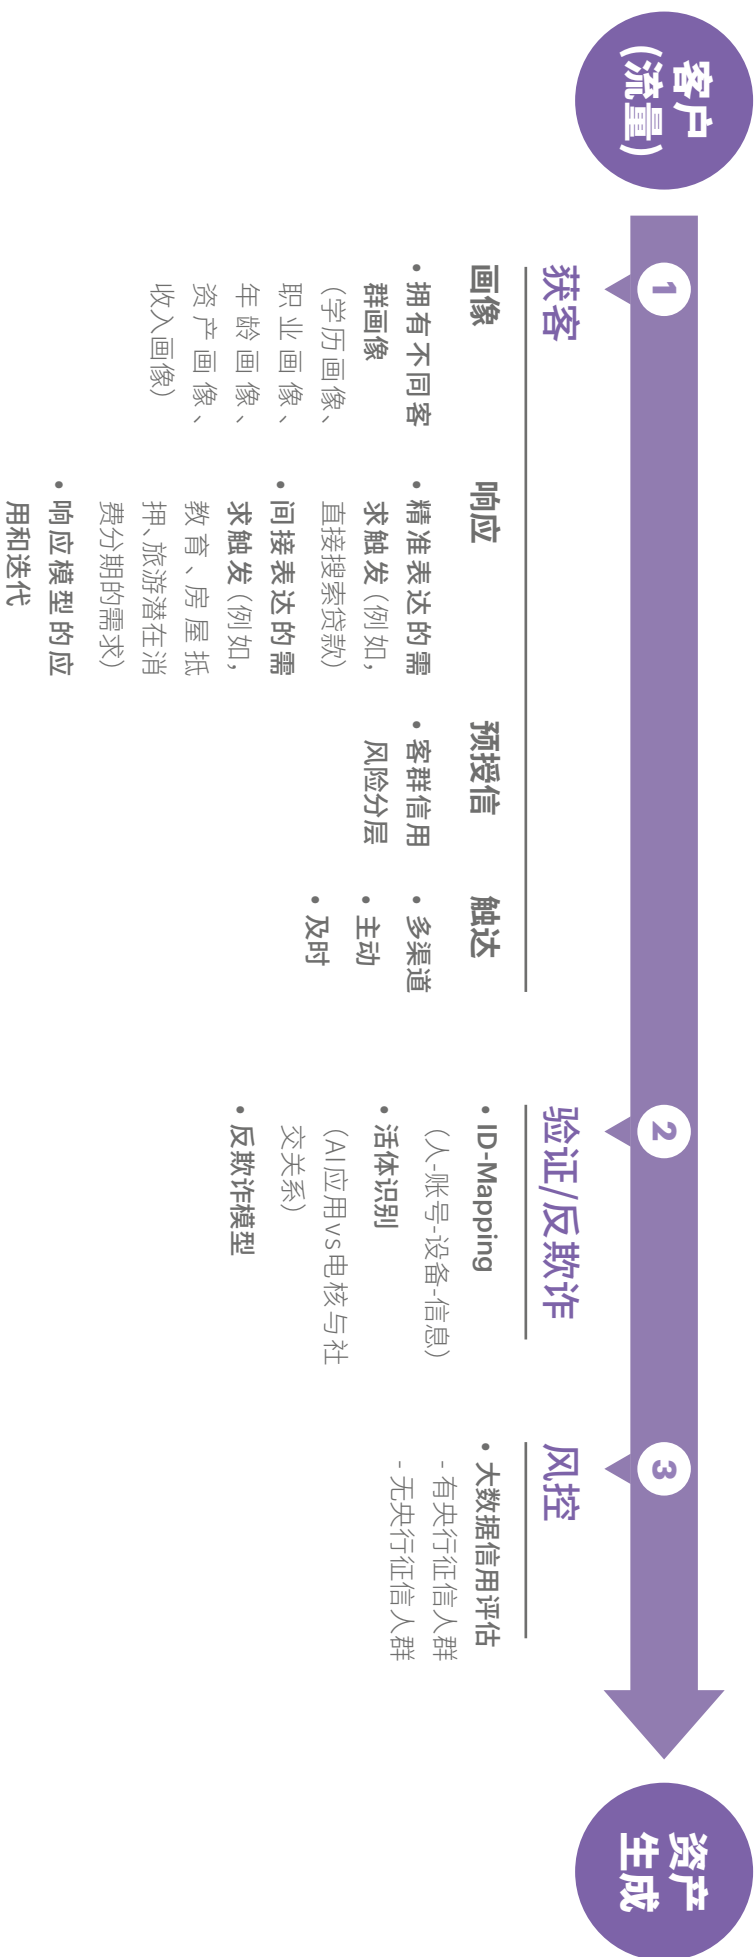 客户
(流量)
1
获客
画像
• 拥有不同客
群画像
(学历画像、
职业画像、
年龄画像、
资产画像、
收入画像)
响应
• 精准表达的需
求触发(例如,
直接搜索贷款)
• 间接表达的需
求触发(例如,
教育、房屋抵
押、旅游潜在消
费分期的需求)
• 响应模型的应
用和迭代
预授信
• 客群信用
风险分层
触达
• 多渠道
• 主动
• 及时
2
验证/反欺诈
• ID-Mapping
(人-账号-设备-信息)
• 活体识别
(AI应用vs电核与社
交关系)
• 反欺诈模型
3
风控
• 大数据信用评估
- 有央行征信人群
- 无央行征信人群
资产
生成